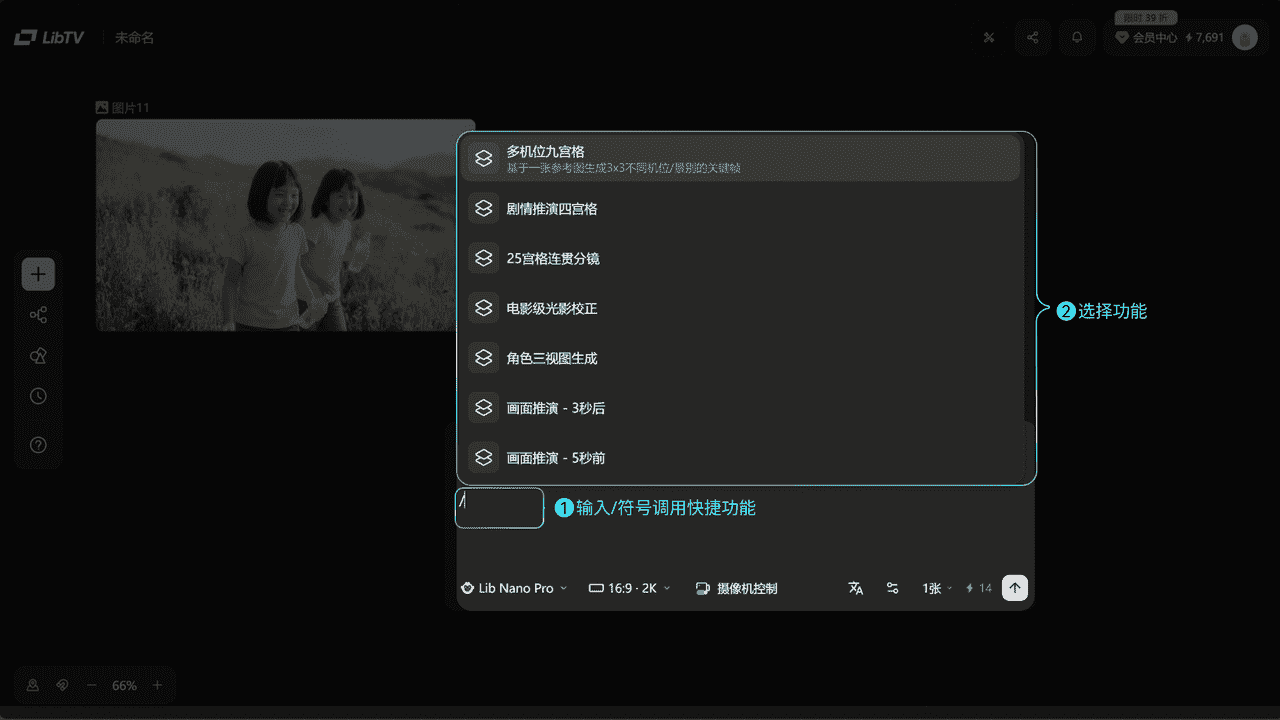 LibTV
未命名
限时 39 折
会员中心
7,691
图片11
多机位九宫格
基于一张参考图生成3x3不同机位/景别的关键帧
剧情推演四宫格
25宫格连贯分镜
电影级光影校正
角色三视图生成
画面推演 - 3秒后
画面推演 - 5秒前
2选择功能
/
1输入/符号调用快捷功能
Lib Nano Pro
16:9 · 2K
摄像机控制
1张
14
66%